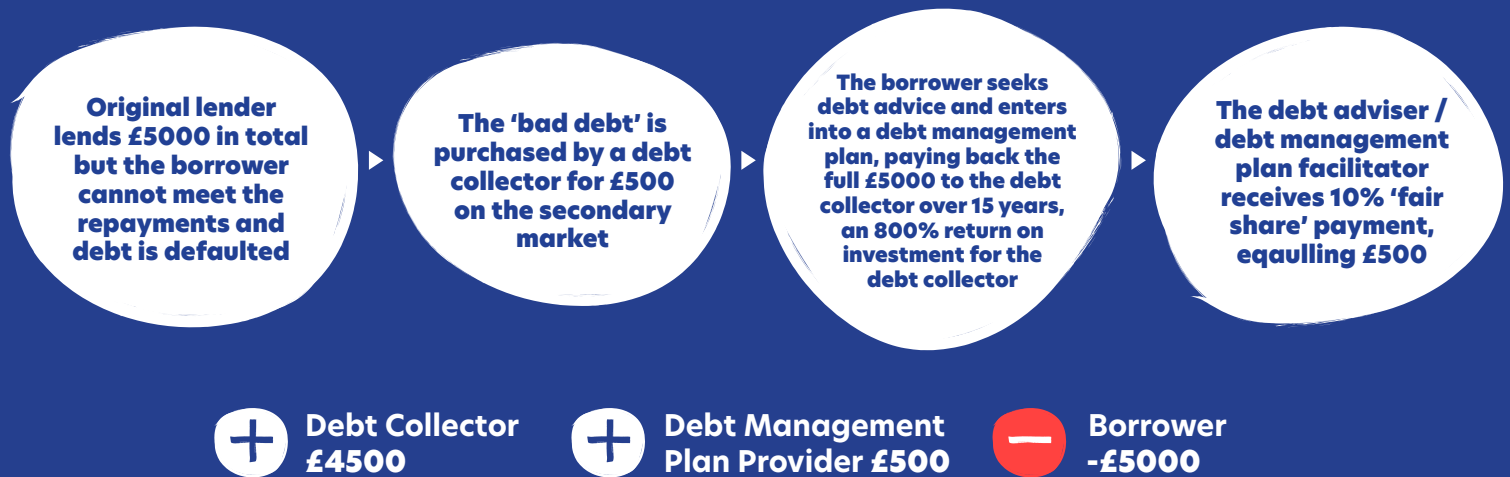 Original lender
lends £5000 in total
but the borrower
cannot meet the
repayments and
debt is defaulted
The ‘bad debt’ is
purchased by a debt
collector for £500
on the secondary
market
The borrower seeks
debt advice and enters
into a debt management
plan, paying back the
full £5000 to the debt
collector over 15 years,
an 800% return on
investment for the
debt collector
The debt adviser /
debt management
plan facilitator
receives 10% ‘fair
share’ payment,
eqaulling £500
Debt Collector
£4500
Debt Management
Plan Provider £500
Borrower
-£5000